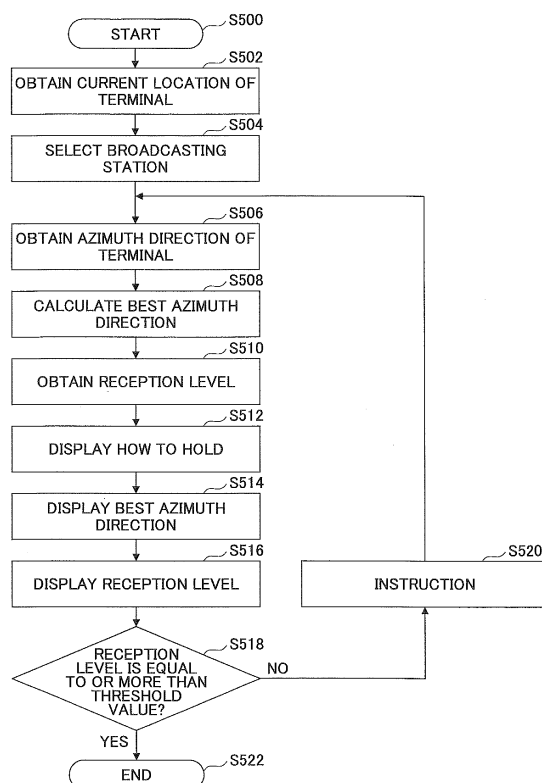 START
S500
S502
OBTAIN CURRENT LOCATION OF
TERMINAL
S504
SELECT BROADCASTING
STATION
S506
OBTAIN AZIMUTH DIRECTION OF
TERMINAL
S508
CALCULATE BEST AZIMUTH
DIRECTION
S510
OBTAIN RECEPTION LEVEL
S512
DISPLAY HOW TO HOLD
S514
DISPLAY BEST AZIMUTH
DIRECTION
S516
DISPLAY RECEPTION LEVEL
S520
INSTRUCTION
S518
RECEPTION
LEVEL IS EQUAL
TO OR MORE THAN
THRESHOLD
VALUE?
NO
YES
S522
END